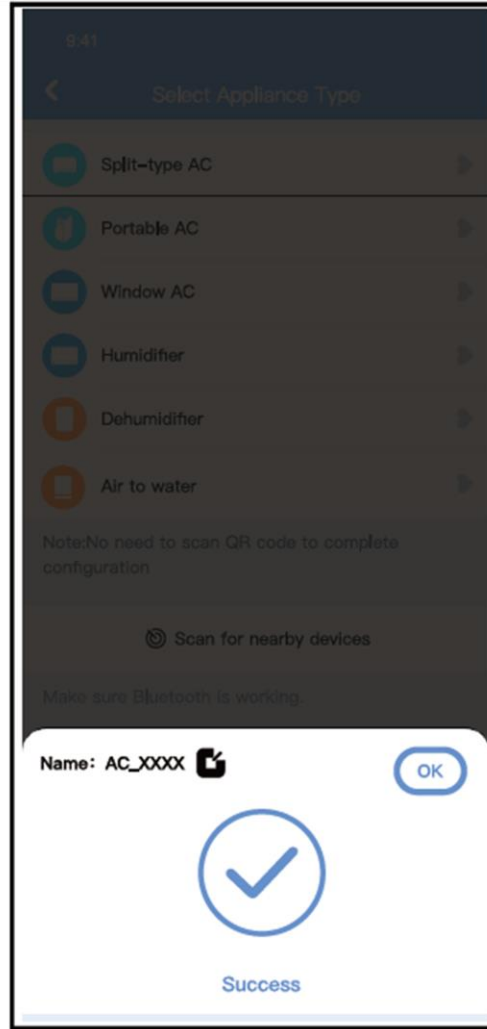 9:41
Select Appliance Type
Split-type AC
Portable AC
Window AC
Humidifier
Dehumidifier
Air to water
Note:No need to scan QR code to complete
configuration
Scan for nearby devices
Make sure Bluetooth is working.
Name: AC_XXXX
OK
Success